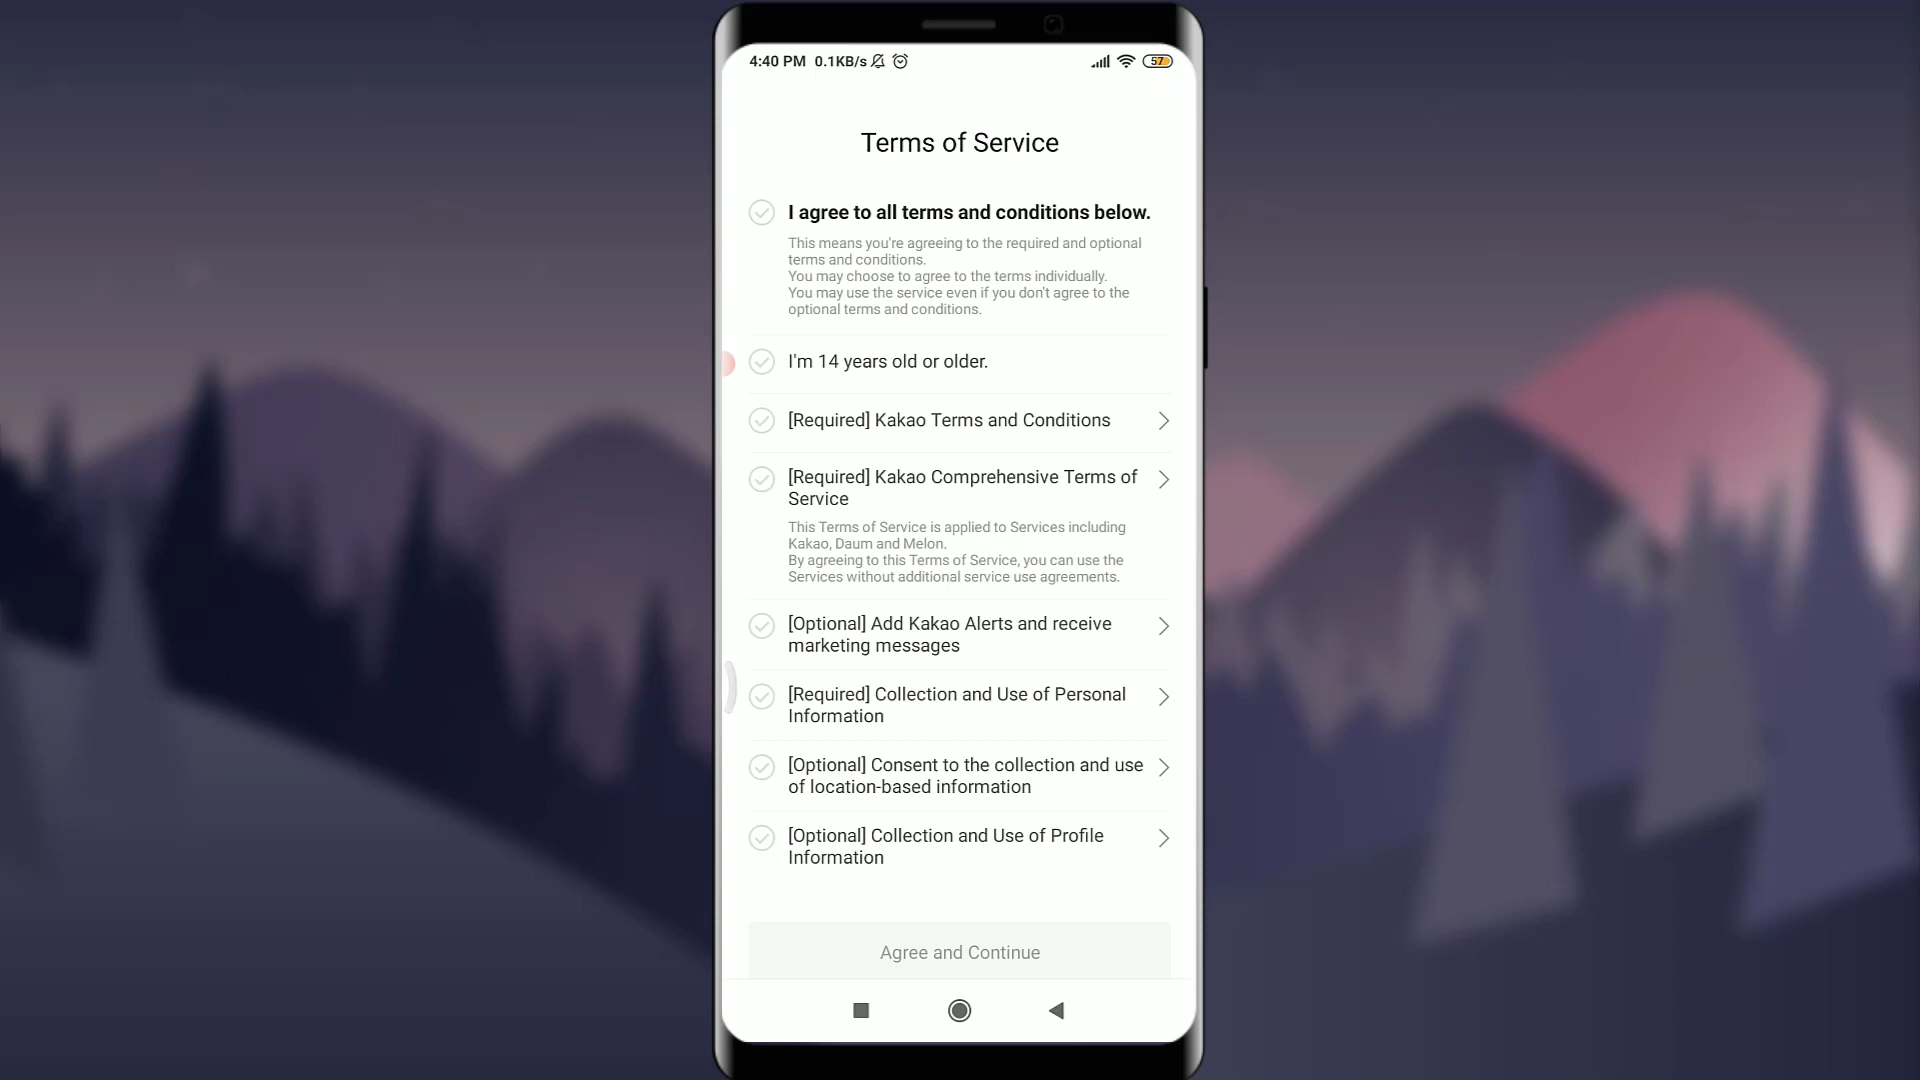 4:40 PM 0.1KB/s
57
Terms of Service
I agree to all terms and conditions below.
This means you're agreeing to the required and optional
terms and conditions.
You may choose to agree to the terms individually.
You may use the service even if you don't agree to the
optional terms and conditions.
I'm 14 years old or older.
[Required] Kakao Terms and Conditions
[Required] Kakao Comprehensive Terms of
Service
This Terms of Service is applied to Services including
Kakao, Daum and Melon.
By agreeing to this Terms of Service, you can use the
Services without additional service use agreements.
[Optional] Add Kakao Alerts and receive
marketing messages
[Required] Collection and Use of Personal
Information
[Optional] Consent to the collection and use
of location-based information
[Optional] Collection and Use of Profile
Information
Agree and Continue